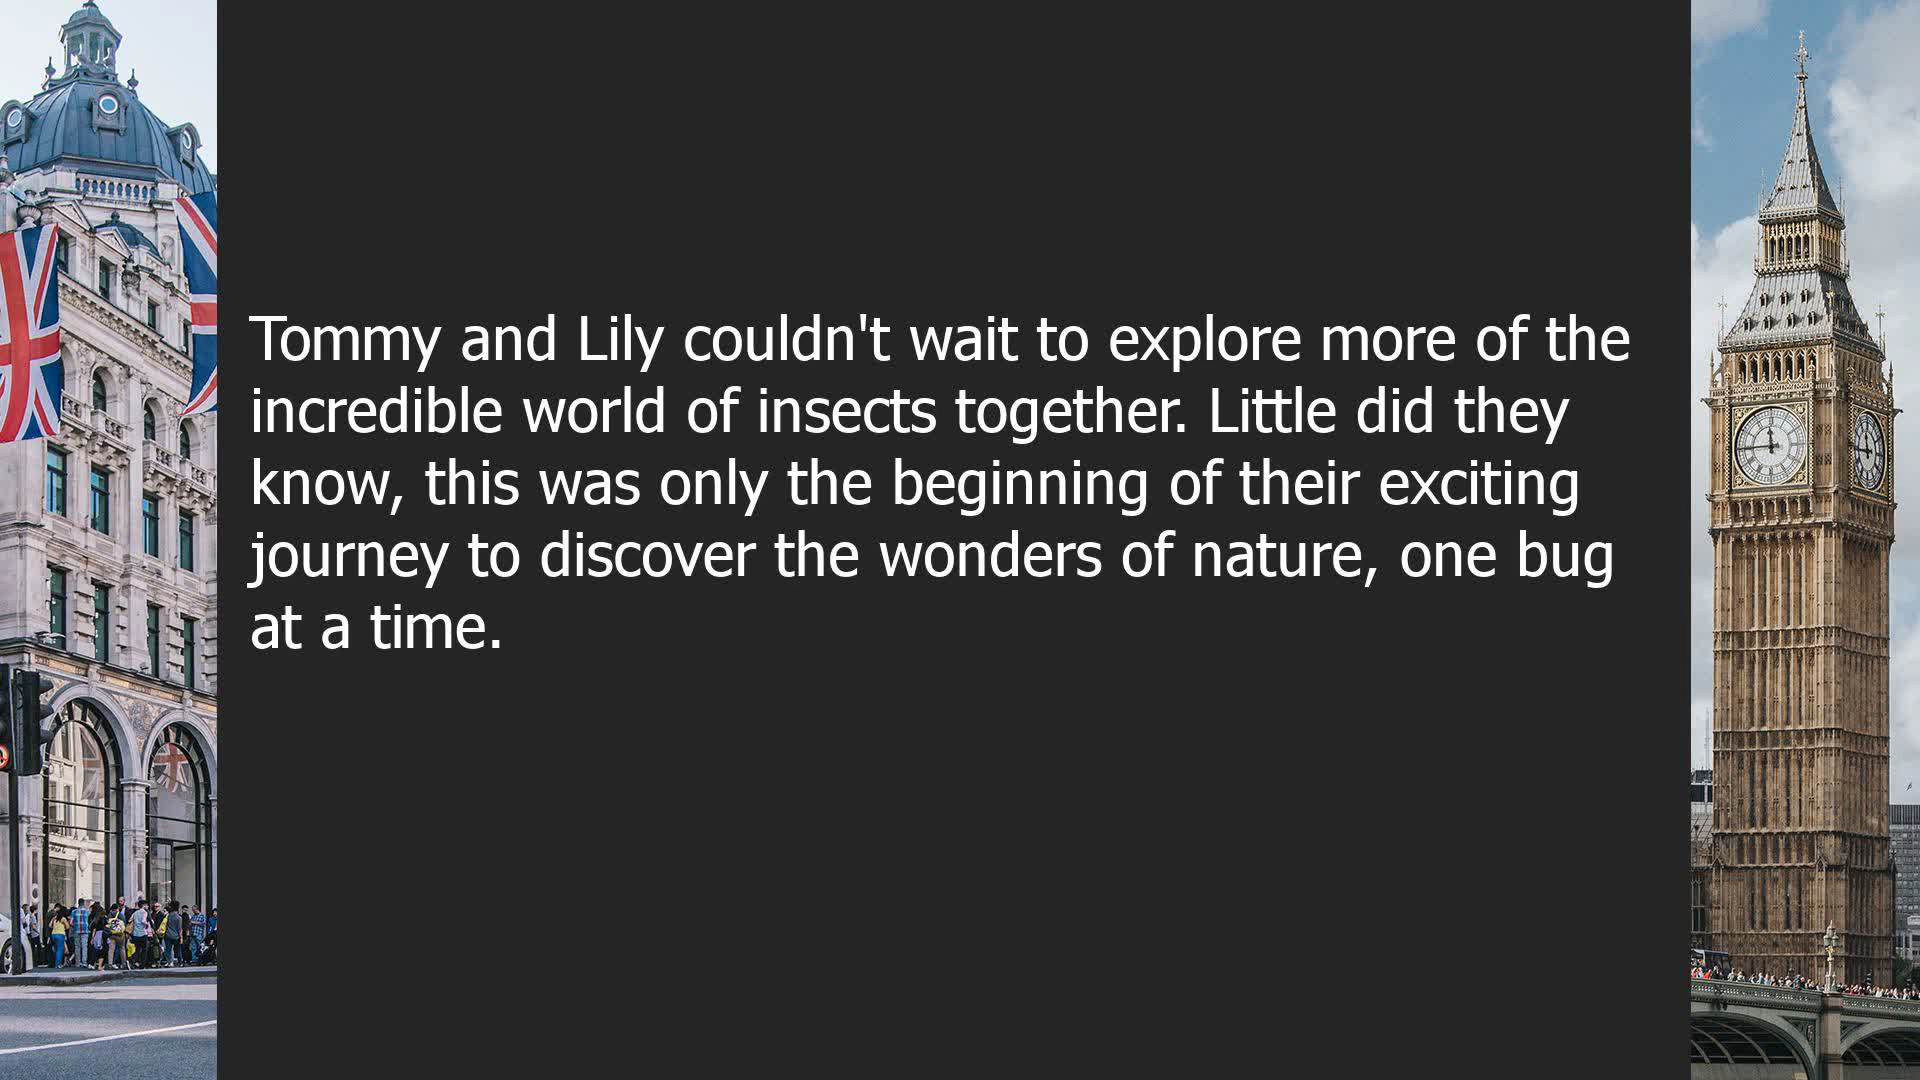 Tommy and Lily couldn't wait to explore more of the
incredible world of insects together. Little did they
know, this was only the beginning of their exciting
journey to discover the wonders of nature, one bug
at a time.